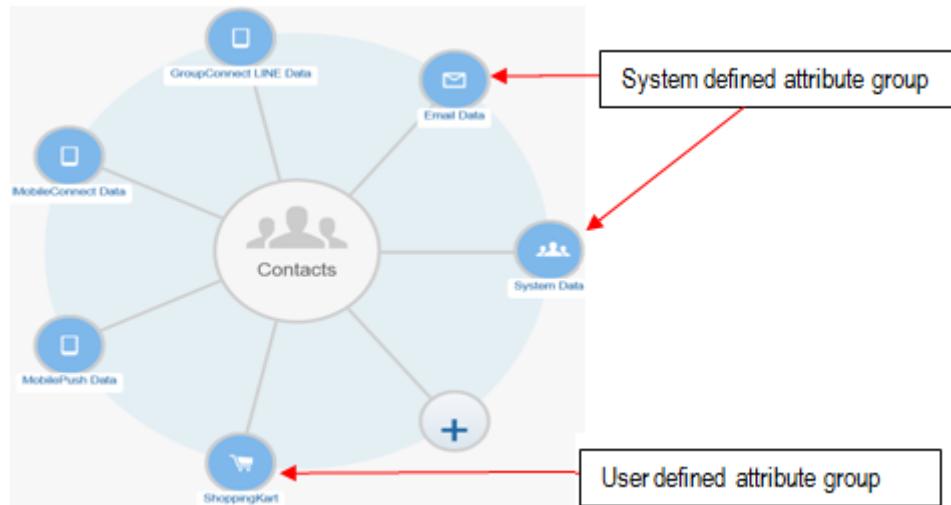 GroupConnect LINE Data
System defined attribute group
Email Data
MobileConnect Data
Contacts
System Data
MobilePush Data
+
User defined attribute group
ShoppingKart